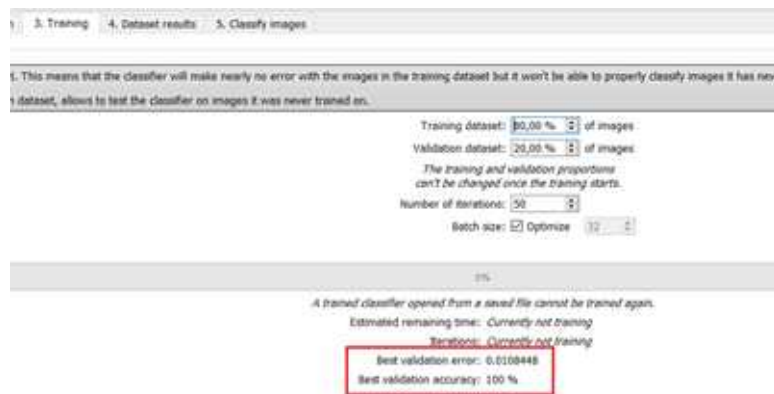 3. Training 4. Dataset results 5. Classify images
. This means that the classifier will make nearly no error with the images in the training dataset but it won't be able to properly classify images it has nev
dataset, allows to test the classifier on images it was never trained on.
Training dataset: 80,00 % of images
Validation dataset: 20,00 % of images
The training and validation proportions
can't be changed once the training starts.
Number of iterations: 50
Batch size: Optimize 32
0%
A trained classifier opened from a saved file cannot be trained again.
Estimated remaining time: Currently not training
Iterations: Currently not training
Best validation error: 0.0108448
Best validation accuracy: 100 %